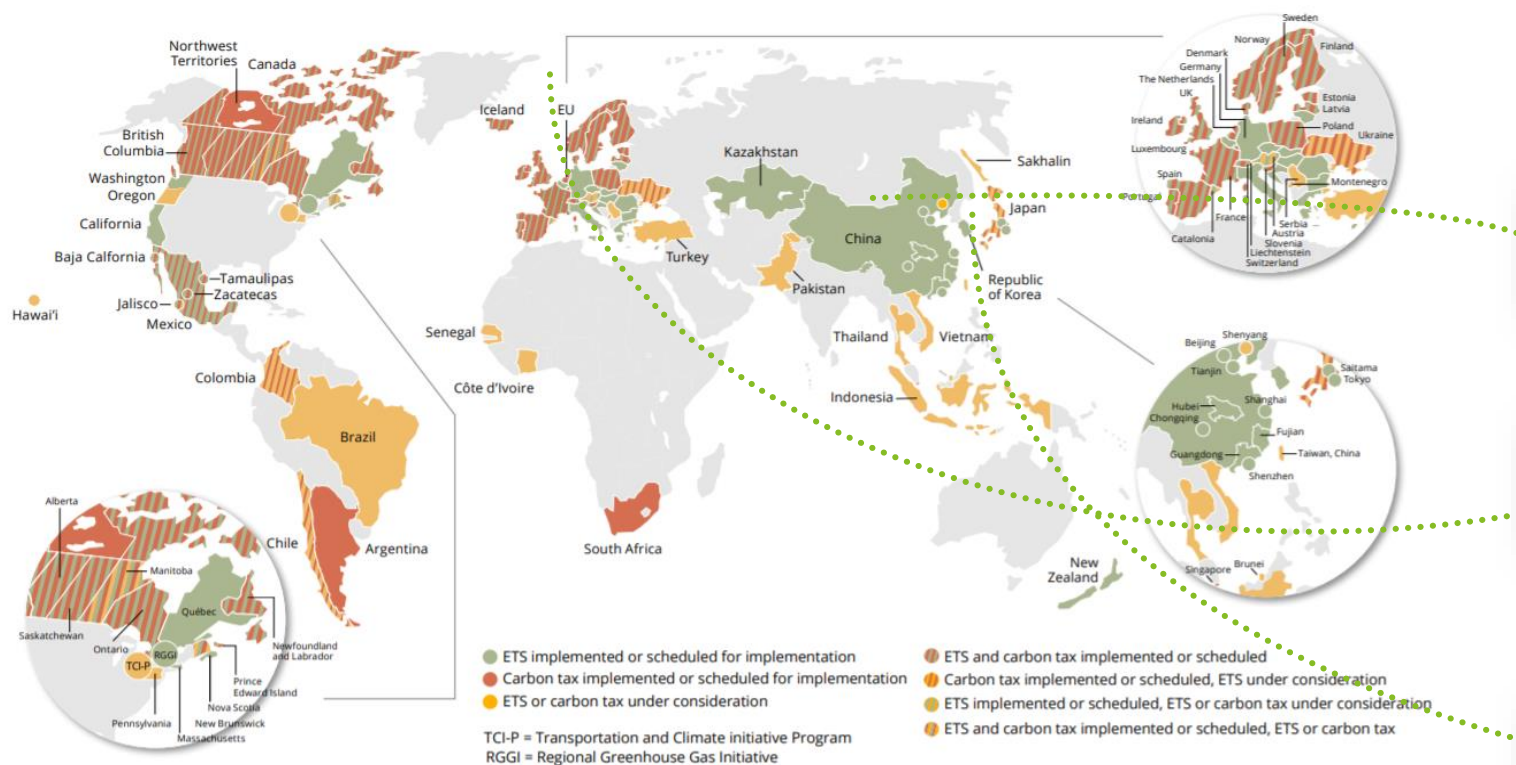 Northwest
Territories
Canada
British
Columbia
Washington
Oregon
California
Baja Calfornia
Tamaulipas
Zacatecas
Jalisco
Mexico
Hawai'i
Colombia
Brazil
Chile
Argentina
Iceland
EU
Kazakhstan
Sakhalin
Japan
China
Turkey
Pakistan
Republic
of Korea
Senegal
Côte d'Ivoire
Thailand
Vietnam
Indonesia
South Africa
New
Zealand
Sweden
Norway
Finland
Denmark
Germany
The Netherlands
UK
Estonia
Latvia
Ireland
Poland
Ukraine
Luxembourg
Spain
Portugal
Montenegro
France
Serbia
Austria
Catalonia
Slovenia
Liechtenstein
Switzerland
Shenyang
Beijing
Tianjin
Saitama
Tokyo
Shanghai
Hubei
Chongqing
Fujian
Guangdong
Taiwan, China
Shenzhen
Singapore
Brunei
Alberta
Manitoba
Québec
Saskatchewan
Ontario
Newfoundland
and Labrador
TCI-P
RGGI
Prince
Edward Island
Nova Scotia
Pennsylvania
New Brunswick
Massachusetts
ETS implemented or scheduled for implementation
Carbon tax implemented or scheduled for implementation
ETS or carbon tax under consideration
TCI-P = Transportation and Climate initiative Program
RGGI = Regional Greenhouse Gas Initiative
ETS and carbon tax implemented or scheduled
Carbon tax implemented or scheduled, ETS under consideration
ETS implemented or scheduled, ETS or carbon tax under consideration
ETS and carbon tax implemented or scheduled, ETS or carbon tax